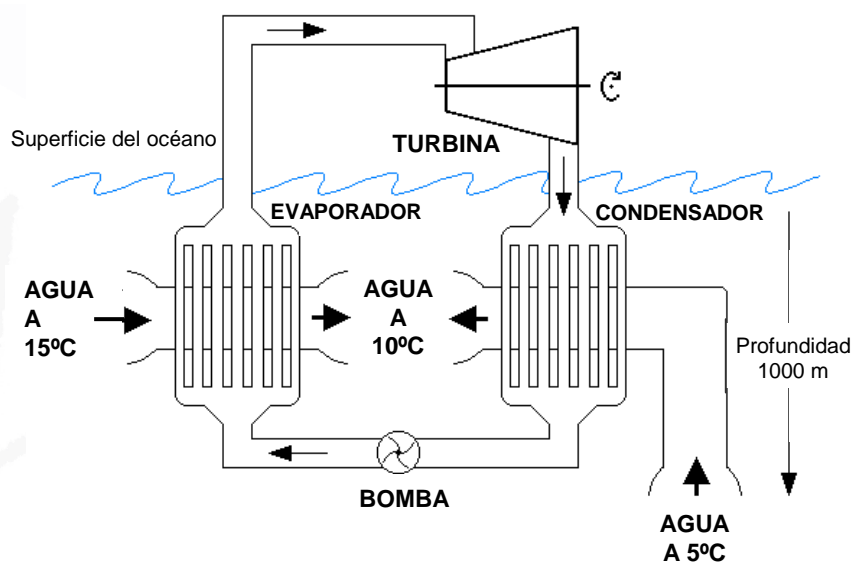 Superficie del océano
TURBINA
EVAPORADOR
CONDENSADOR
AGUA
A
15ºC
AGUA
A
10ºC
Profundidad
1000 m
BOMBA
AGUA
A 5ºC